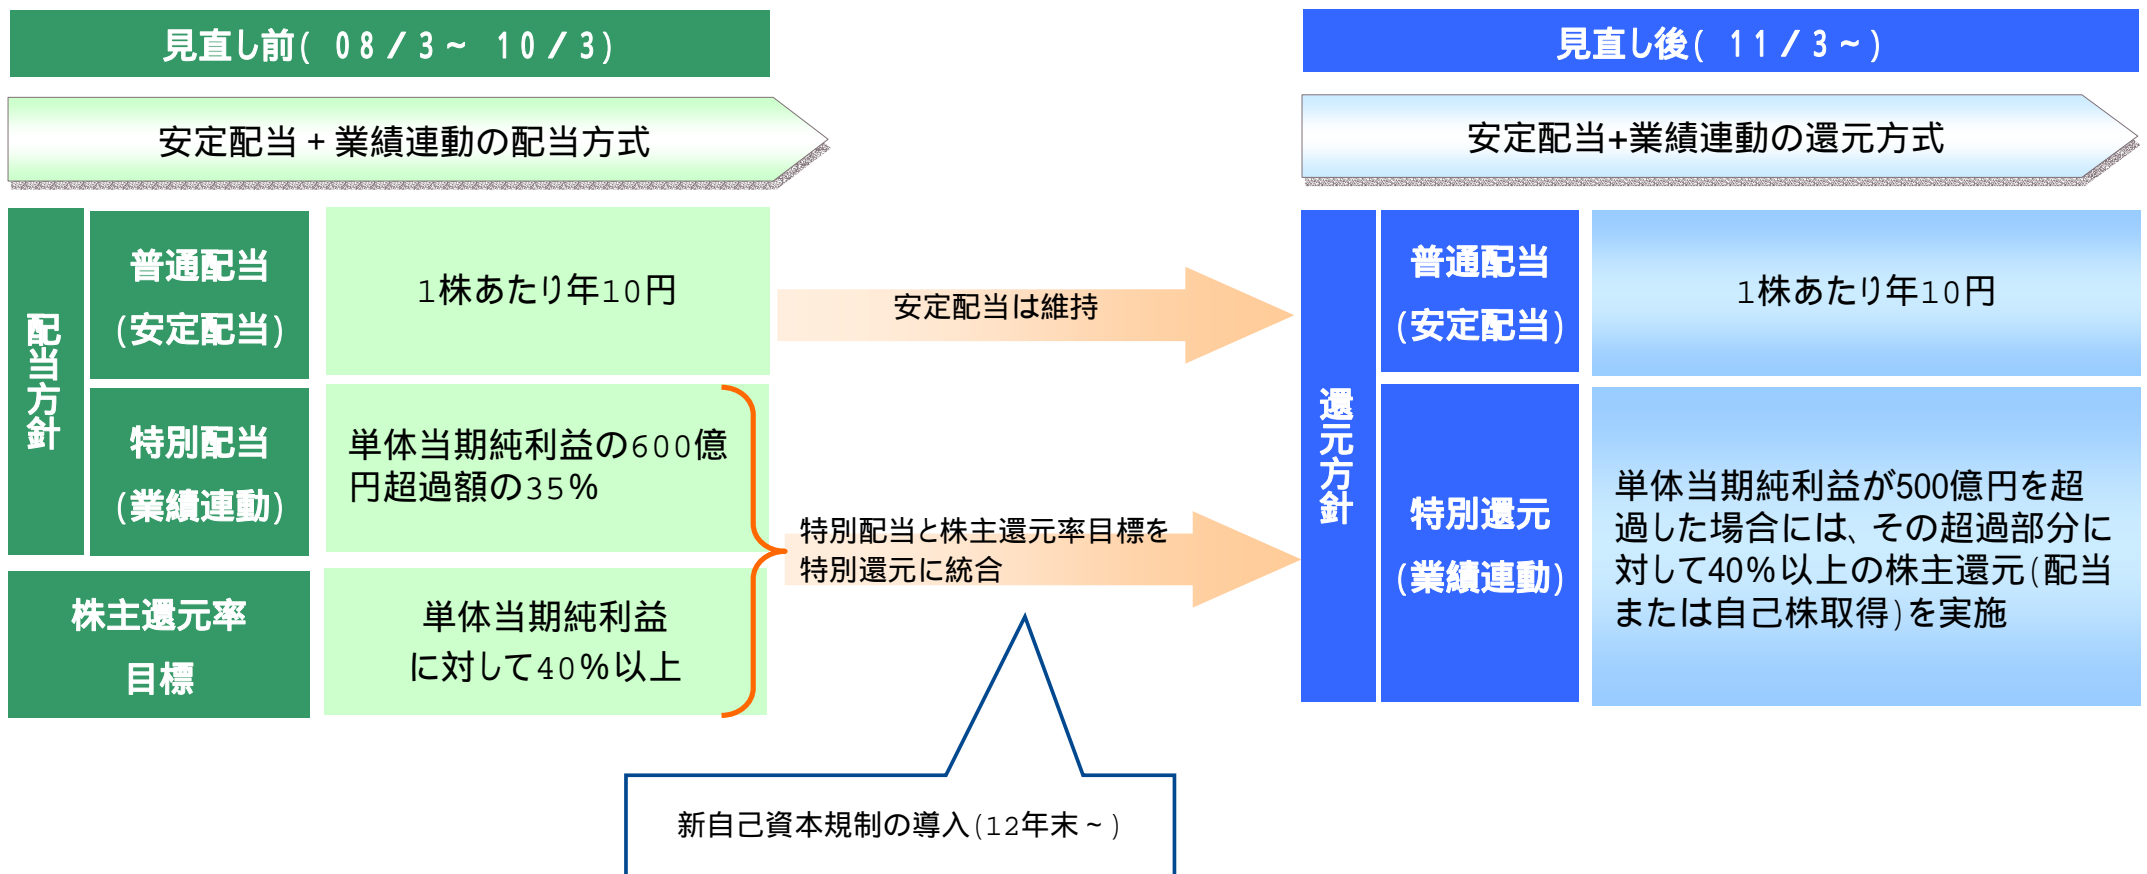 見直し前( 08/3～ 10/3)
安定配当+業績連動の配当方式
配当方針
普通配当
(安定配当)
1株あたり年10円
特別配当
(業績連動)
単体当期純利益の600億
円超過額の35%
株主還元率
目標
単体当期純利益
に対して40%以上
安定配当は維持
特別配当と株主還元率目標を
特別還元に統合
新自己資本規制の導入(12年末～)
見直し後( 11/3～)
安定配当+業績連動の還元方式
還元方針
普通配当
(安定配当)
1株あたり年10円
特別還元
(業績連動)
単体当期純利益が500億円を超
過した場合には、その超過部分に
対して40%以上の株主還元(配当
または自己株取得)を実施